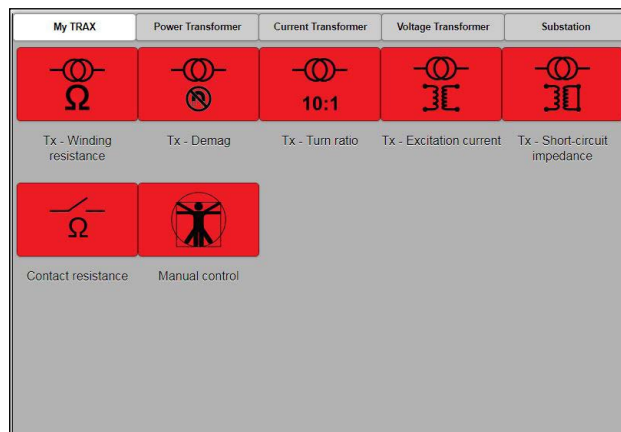 My TRAX
Power Transformer
Current Transformer
Voltage Transformer
Substation
Ω
10:1
Tx - Winding
resistance
Tx - Demag
Tx - Turn ratio
Tx - Excitation current
Tx - Short-circuit
impedance
Ω
Contact resistance
Manual control